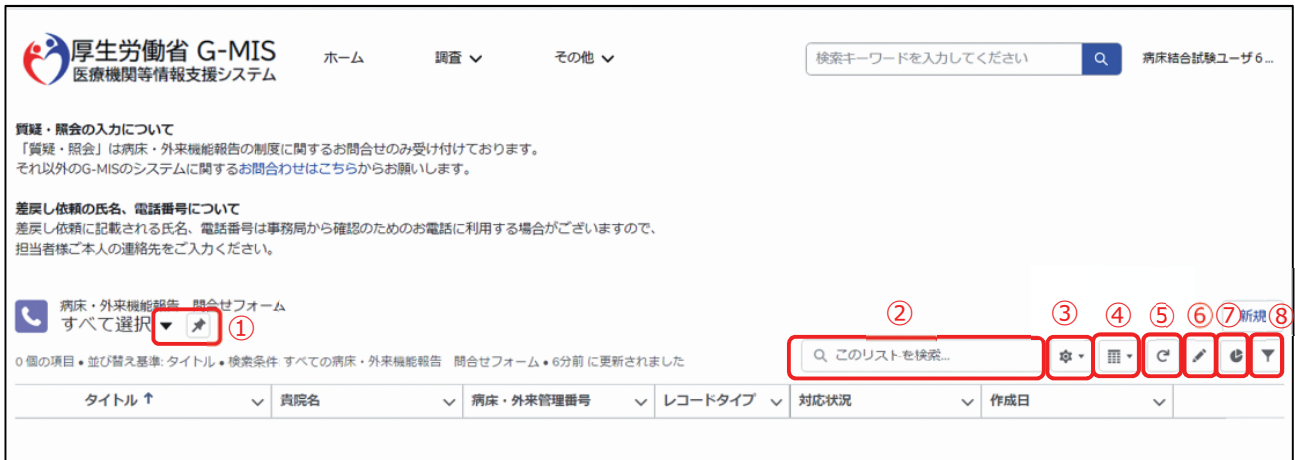 厚生労働省 G-MIS
医療機関等情報支援システム
ホーム
調査
その他
検索キーワードを入力してください
病床結合試験ユーザ6...
質疑・照会の入力について
「質疑・照会」は病床・外来機能報告の制度に関するお問合せのみ受け付けております。
それ以外のG-MISのシステムに関するお問合わせはこちらからお願いします。
差戻し依頼の氏名、電話番号について
差戻し依頼に記載される氏名、電話番号は事務局から確認のためのお電話に利用する場合がございますので、
担当者様ご本人の連絡先をご入力ください。
病床・外来機能報告 問合せフォーム
すべて選択 ▼
①
②
③
④
⑤
⑥
⑦
新規
⑧
0 個の項目 • 並び替え基準: タイトル • 検索条件 すべての病床・外来機能報告 問合せフォーム • 6分前 に更新されました
このリストを検索...
タイトル ↑
貴院名
病床・外来管理番号
レコードタイプ
対応状況
作成日